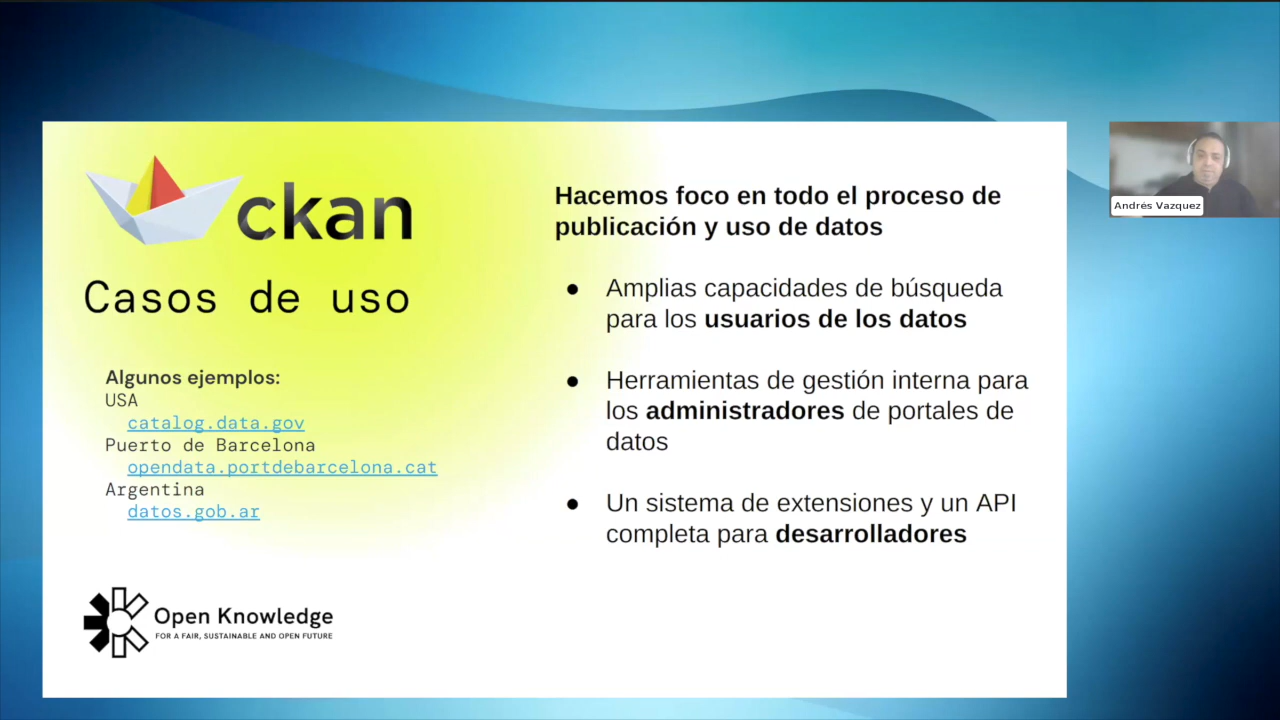 ckan
Casos de uso
Algunos ejemplos:
USA
catalog.data.gov
Puerto de Barcelona
opendata.portdebarcelona.cat
Argentina
datos.gob.ar
Open Knowledge
FOR A FAIR, SUSTAINABLE AND OPEN FUTURE
Hacemos foco en todo el proceso de
publicación y uso de datos
● Amplias capacidades de búsqueda
para los usuarios de los datos
● Herramientas de gestión interna para
los administradores de portales de
datos
● Un sistema de extensiones y un API
completa para desarrolladores
Andrés Vazquez